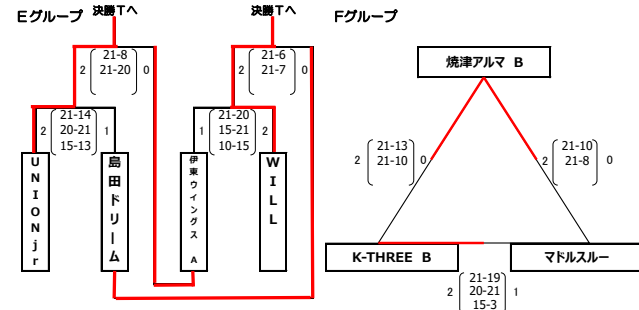 Eグループ
決勝Tへ
決勝Tへ
Fグループ
21-8
2 21-20 0
21-6
2 21-7 0
焼津アルマ B
21-14
2 20-21 1
15-13
21-20
1 15-21 2
10-15
21-13
2 21-10 0
21-10
2 21-8 0
UNIONjr
島田ドリーム
伊東ウイングス A
WILL
K-THREE B
マドルスルー
21-19
2 20-21 1
15-3